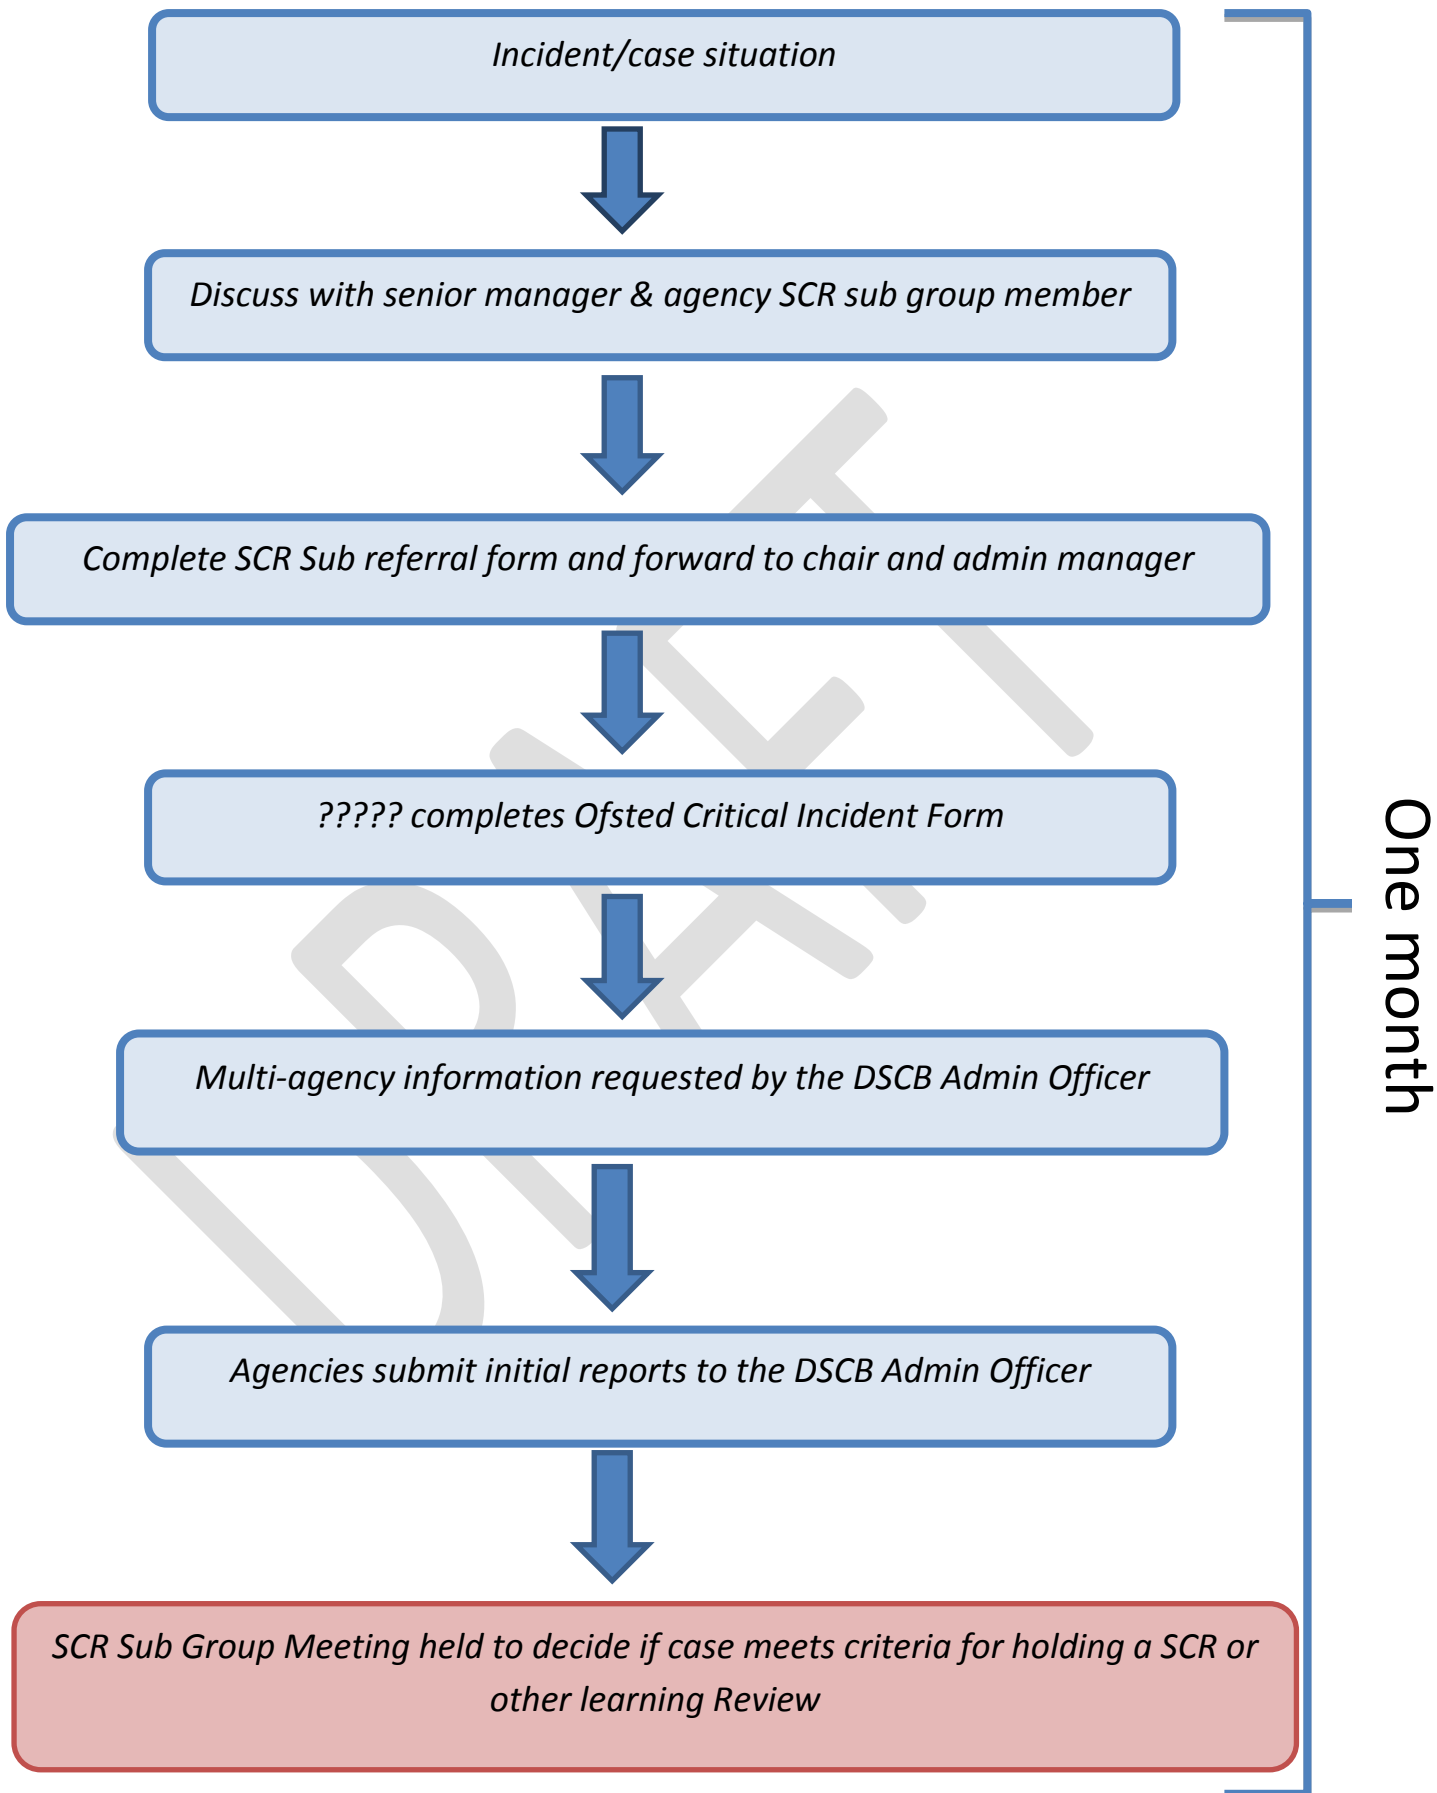 Incident/case situation
Discuss with senior manager & agency SCR sub group member
Complete SCR Sub referral form and forward to chair and admin manager
????? completes Ofsted Critical Incident Form
Multi-agency information requested by the DSCB Admin Officer
Agencies submit initial reports to the DSCB Admin Officer
SCR Sub Group Meeting held to decide if case meets criteria for holding a SCR or
other learning Review
One month
DRAFT